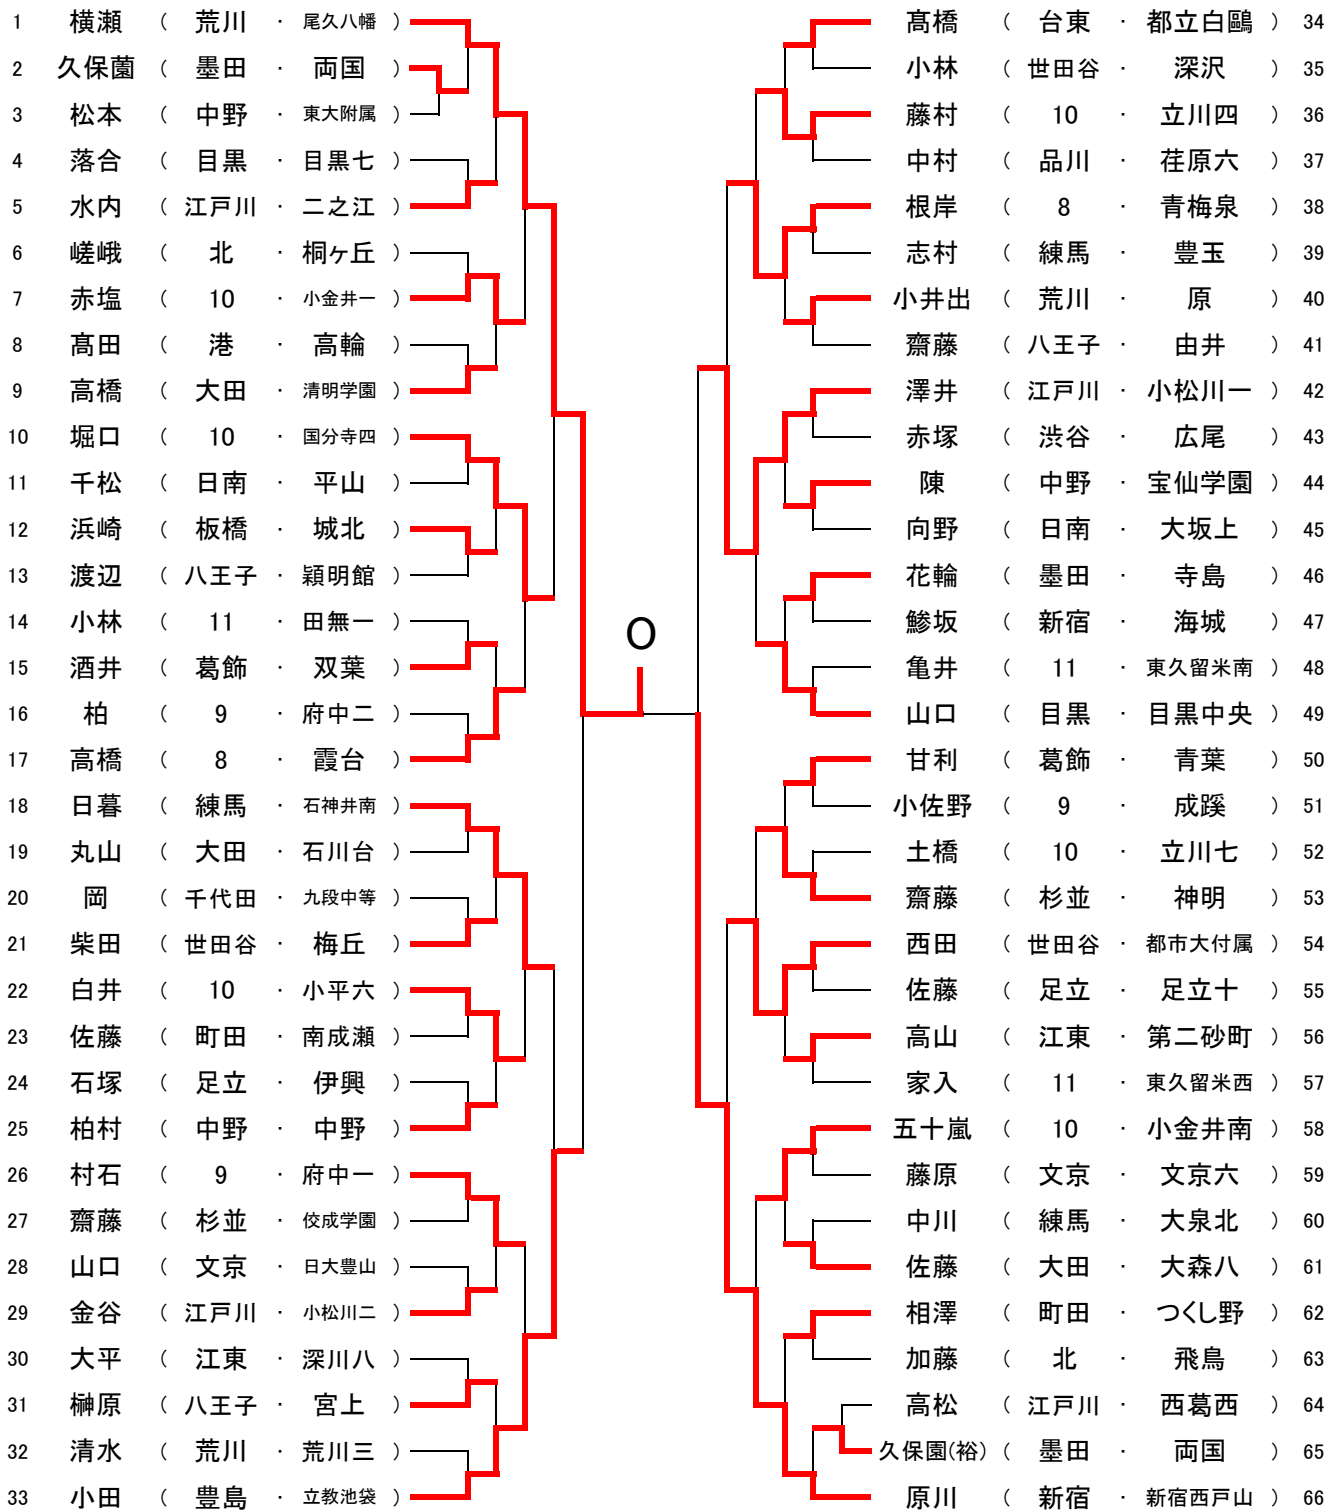 1 横瀬 ( 荒川 · 尾久八幡 )
2 久保薗 ( 墨田 · 両国 )
3 松本 ( 中野 · 東大附属 )
4 落合 ( 目黒 · 目黒七 )
5 水内 ( 江戸川 · 二之江 )
6 嵯峨 ( 北 · 桐ヶ丘 )
7 赤塩 ( 10 · 小金井一 )
8 髙田 ( 港 · 高輪 )
9 高橋 ( 大田 · 清明学園 )
10 堀口 ( 10 · 国分寺四 )
11 千松 ( 日南 · 平山 )
12 浜崎 ( 板橋 · 城北 )
13 渡辺 ( 八王子 · 穎明館 )
14 小林 ( 11 · 田無一 )
15 酒井 ( 葛飾 · 双葉 )
16 柏 ( 9 · 府中二 )
17 高橋 ( 8 · 霞台 )
18 日暮 ( 練馬 · 石神井南 )
19 丸山 ( 大田 · 石川台 )
20 岡 ( 千代田 · 九段中等 )
21 柴田 ( 世田谷 · 梅丘 )
22 白井 ( 10 · 小平六 )
23 佐藤 ( 町田 · 南成瀬 )
24 石塚 ( 足立 · 伊興 )
25 柏村 ( 中野 · 中野 )
26 村石 ( 9 · 府中一 )
27 齋藤 ( 杉並 · 佼成学園 )
28 山口 ( 文京 · 日大豊山 )
29 金谷 ( 江戸川 · 小松川二 )
30 大平 ( 江東 · 深川八 )
31 榊原 ( 八王子 · 宮上 )
32 清水 ( 荒川 · 荒川三 )
33 小田 ( 豊島 · 立教池袋 )
O
髙橋 ( 台東 · 都立白鷗 ) 34
小林 ( 世田谷 · 深沢 ) 35
藤村 ( 10 · 立川四 ) 36
中村 ( 品川 · 荏原六 ) 37
根岸 ( 8 · 青梅泉 ) 38
志村 ( 練馬 · 豊玉 ) 39
小井出 ( 荒川 · 原 ) 40
齋藤 ( 八王子 · 由井 ) 41
澤井 ( 江戸川 · 小松川一 ) 42
赤塚 ( 渋谷 · 広尾 ) 43
陳 ( 中野 · 宝仙学園 ) 44
向野 ( 日南 · 大坂上 ) 45
花輪 ( 墨田 · 寺島 ) 46
鯵坂 ( 新宿 · 海城 ) 47
亀井 ( 11 · 東久留米南 ) 48
山口 ( 目黒 · 目黒中央 ) 49
甘利 ( 葛飾 · 青葉 ) 50
小佐野 ( 9 · 成蹊 ) 51
土橋 ( 10 · 立川七 ) 52
齋藤 ( 杉並 · 神明 ) 53
西田 ( 世田谷 · 都市大付属 ) 54
佐藤 ( 足立 · 足立十 ) 55
高山 ( 江東 · 第二砂町 ) 56
家入 ( 11 · 東久留米西 ) 57
五十嵐 ( 10 · 小金井南 ) 58
藤原 ( 文京 · 文京六 ) 59
中川 ( 練馬 · 大泉北 ) 60
佐藤 ( 大田 · 大森八 ) 61
相澤 ( 町田 · つくし野 ) 62
加藤 ( 北 · 飛鳥 ) 63
高松 ( 江戸川 · 西葛西 ) 64
久保園(裕) ( 墨田 · 両国 ) 65
原川 ( 新宿 · 新宿西戸山 ) 66